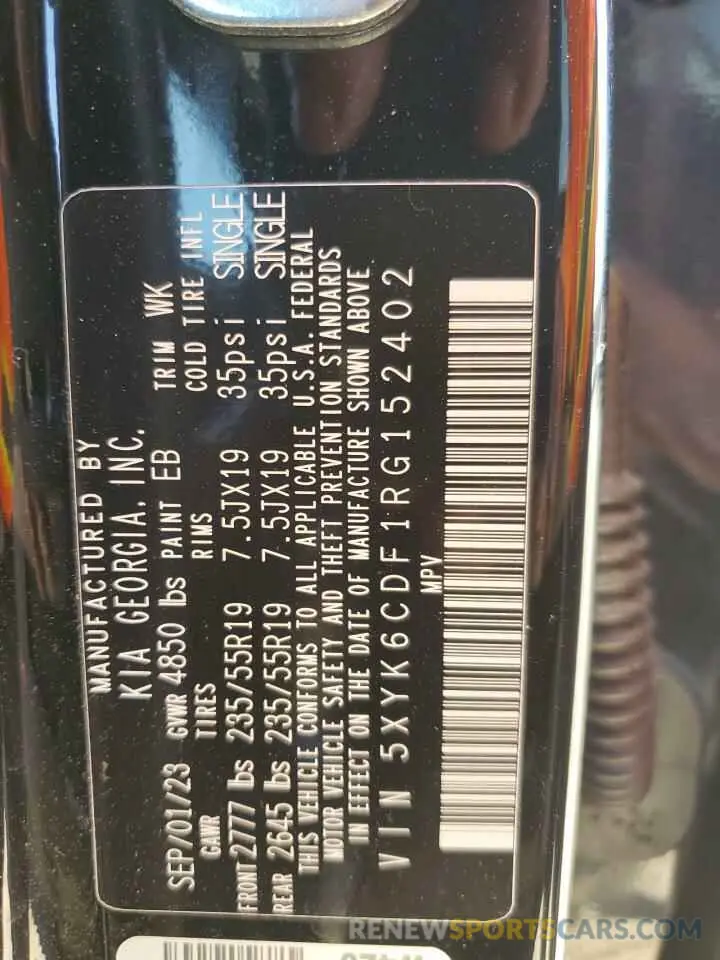 MANUFACTURED BY
KIA GEORGIA, INC.
SEP/01/23 GVWR 4850 lbs PAINT EB TRIM WK
GAWR TIRES RIMS COLD TIRE INFL
FRONT 2777 lbs 235/55R19 7.5JX19 35psi SINGLE
REAR 2645 lbs 235/55R19 7.5JX19 35psi SINGLE
THIS VEHICLE CONFORMS TO ALL APPLICABLE U.S.A. FEDERAL
MOTOR VEHICLE SAFETY AND THEFT PREVENTION STANDARDS
IN EFFECT ON THE DATE OF MANUFACTURE SHOWN ABOVE
VIN 5XYK6CDF1RG152402
MPV
RENEWSPORTSCARS.COM